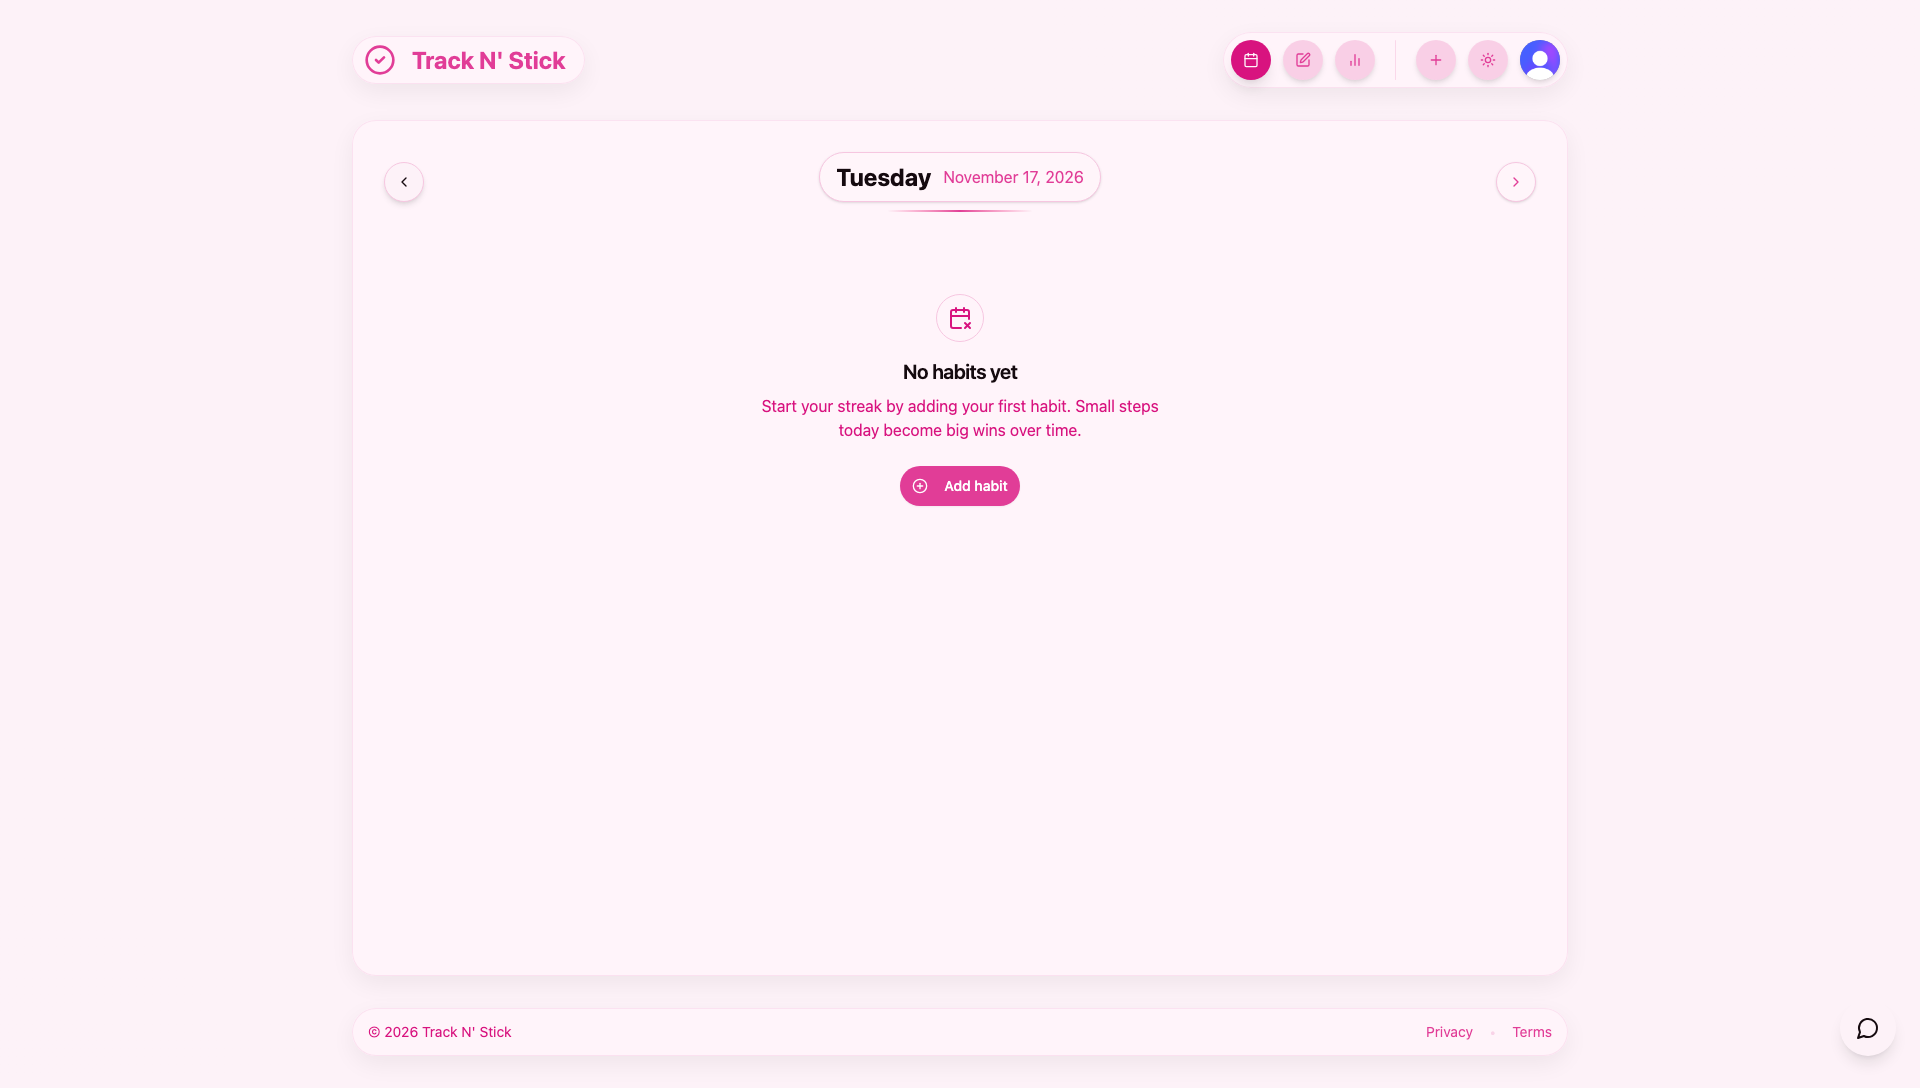 Track N' Stick
Tuesday November 17, 2026
No habits yet
Start your streak by adding your first habit. Small steps
today become big wins over time.
Add habit
© 2026 Track N' Stick
Privacy • Terms